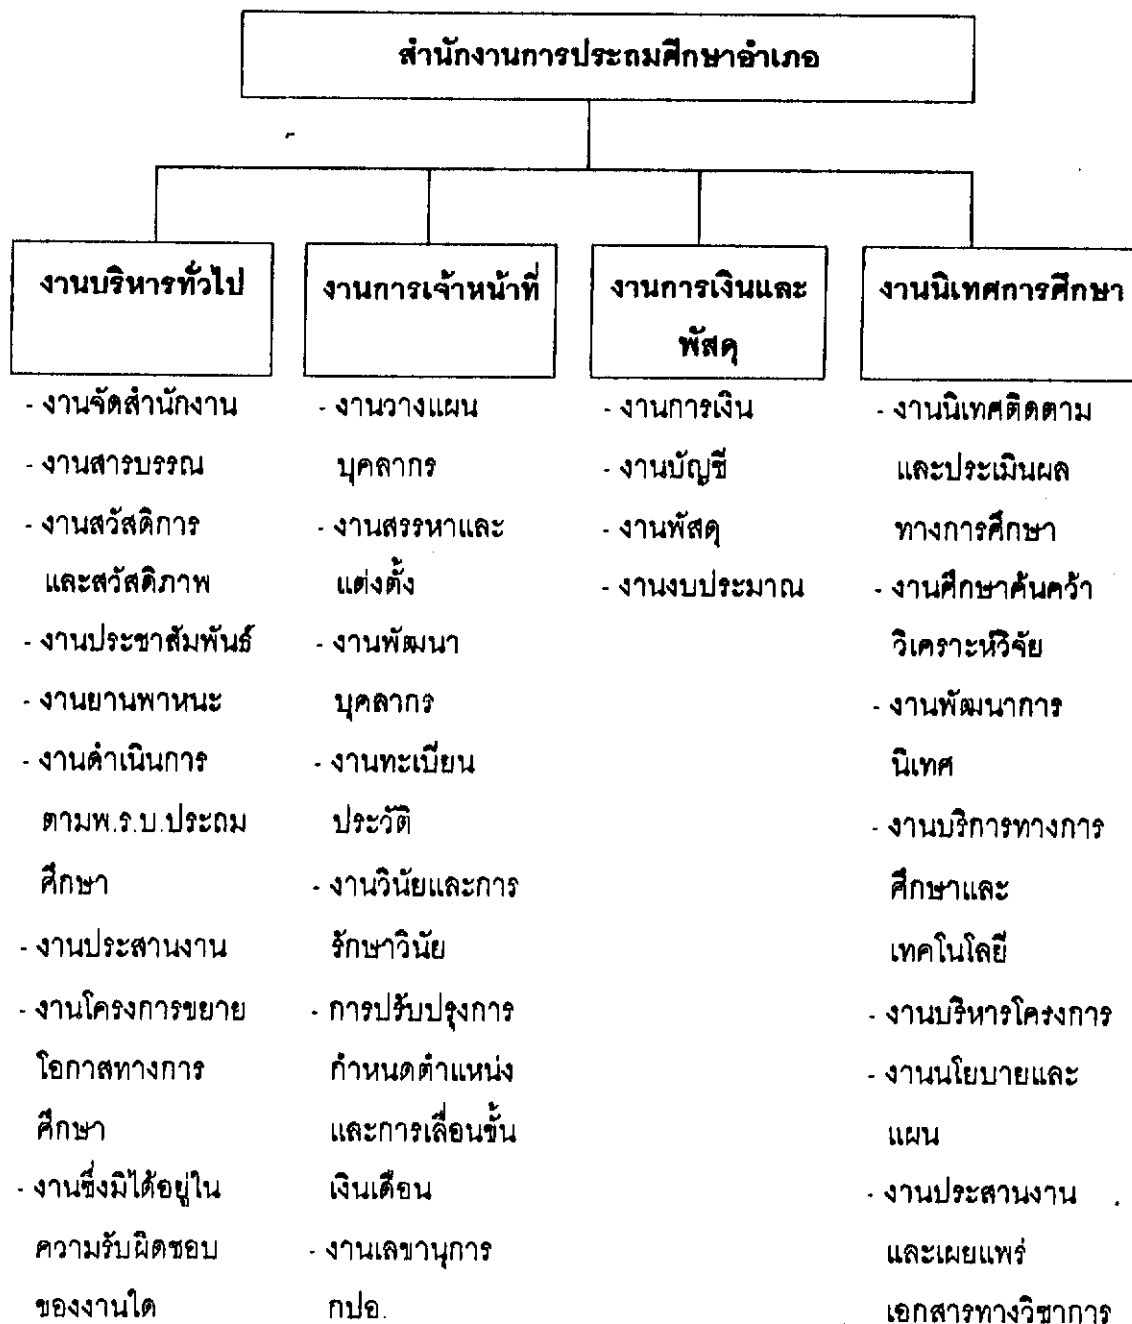 สำนักงานการประถมศึกษาอำเภอ
งานบริหารทั่วไป
- งานจัดสำนักงาน
- งานสารบรรณ
- งานสวัสดิการ
และสวัสดิภาพ
- งานประชาสัมพันธ์
- งานยานพาหนะ
- งานดำเนินการ
ตามพ.ร.บ.ประถม
ศึกษา
- งานประสานงาน
- งานโครงการขยาย
โอกาสทางการ
ศึกษา
- งานซึ่งมิได้อยู่ใน
ความรับผิดชอบ
ของงานใด
งานการเจ้าหน้าที่
- งานวางแผน
บุคลากร
- งานสรรหาและ
แต่งตั้ง
- งานพัฒนา
บุคลากร
- งานทะเบียน
ประวัติ
- งานวินัยและการ
รักษาวินัย
- การปรับปรุงการ
กำหนดตำแหน่ง
และการเลื่อนขั้น
เงินเดือน
- งานเลขานุการ
กปอ.
งานการเงินและ
พัสดุ
- งานการเงิน
- งานบัญชี
- งานพัสดุ
- งานงบประมาณ
งานนิเทศการศึกษา
- งานนิเทศติดตาม
และประเมินผล
ทางการศึกษา
- งานศึกษาค้นคว้า
วิเคราะห์วิจัย
- งานพัฒนาการ
นิเทศ
- งานบริการทางการ
ศึกษาและ
เทคโนโลยี
- งานบริหารโครงการ
- งานนโยบายและ
แผน
- งานประสานงาน
และเผยแพร่
เอกสารทางวิชาการ